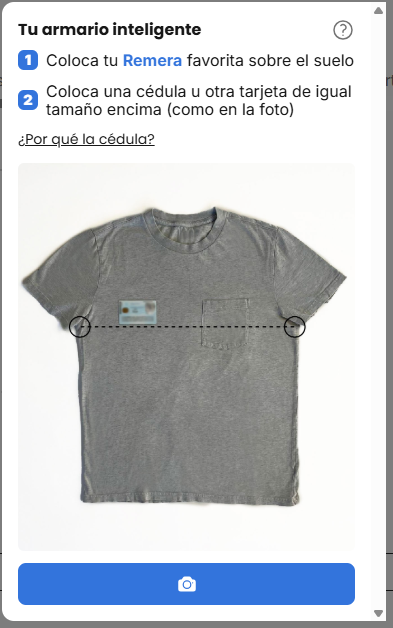 Tu armario inteligente
?
1 Coloca tu Remera favorita sobre el suelo
2 Coloca una cédula u otra tarjeta de igual
tamaño encima (como en la foto)
¿Por qué la cédula?